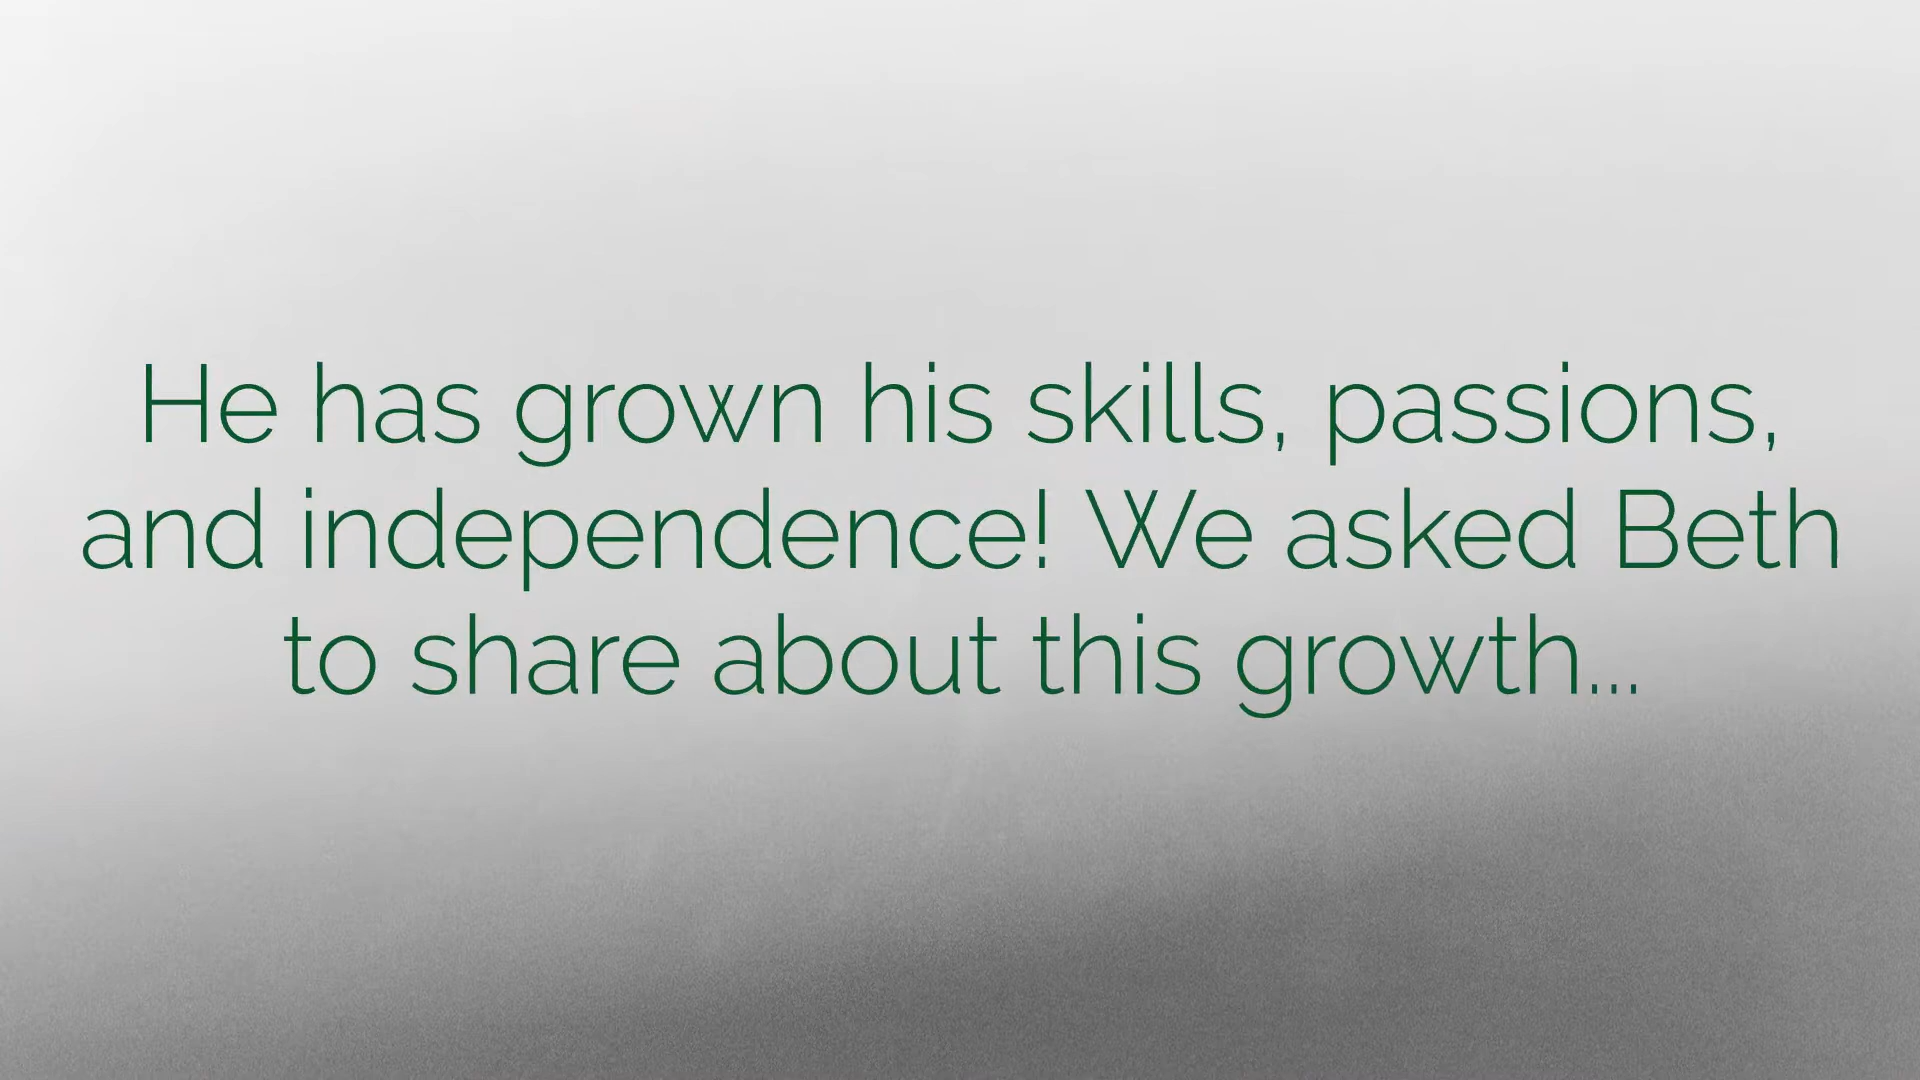 He has grown his skills, passions,
and independence! We asked Beth
to share about this growth...